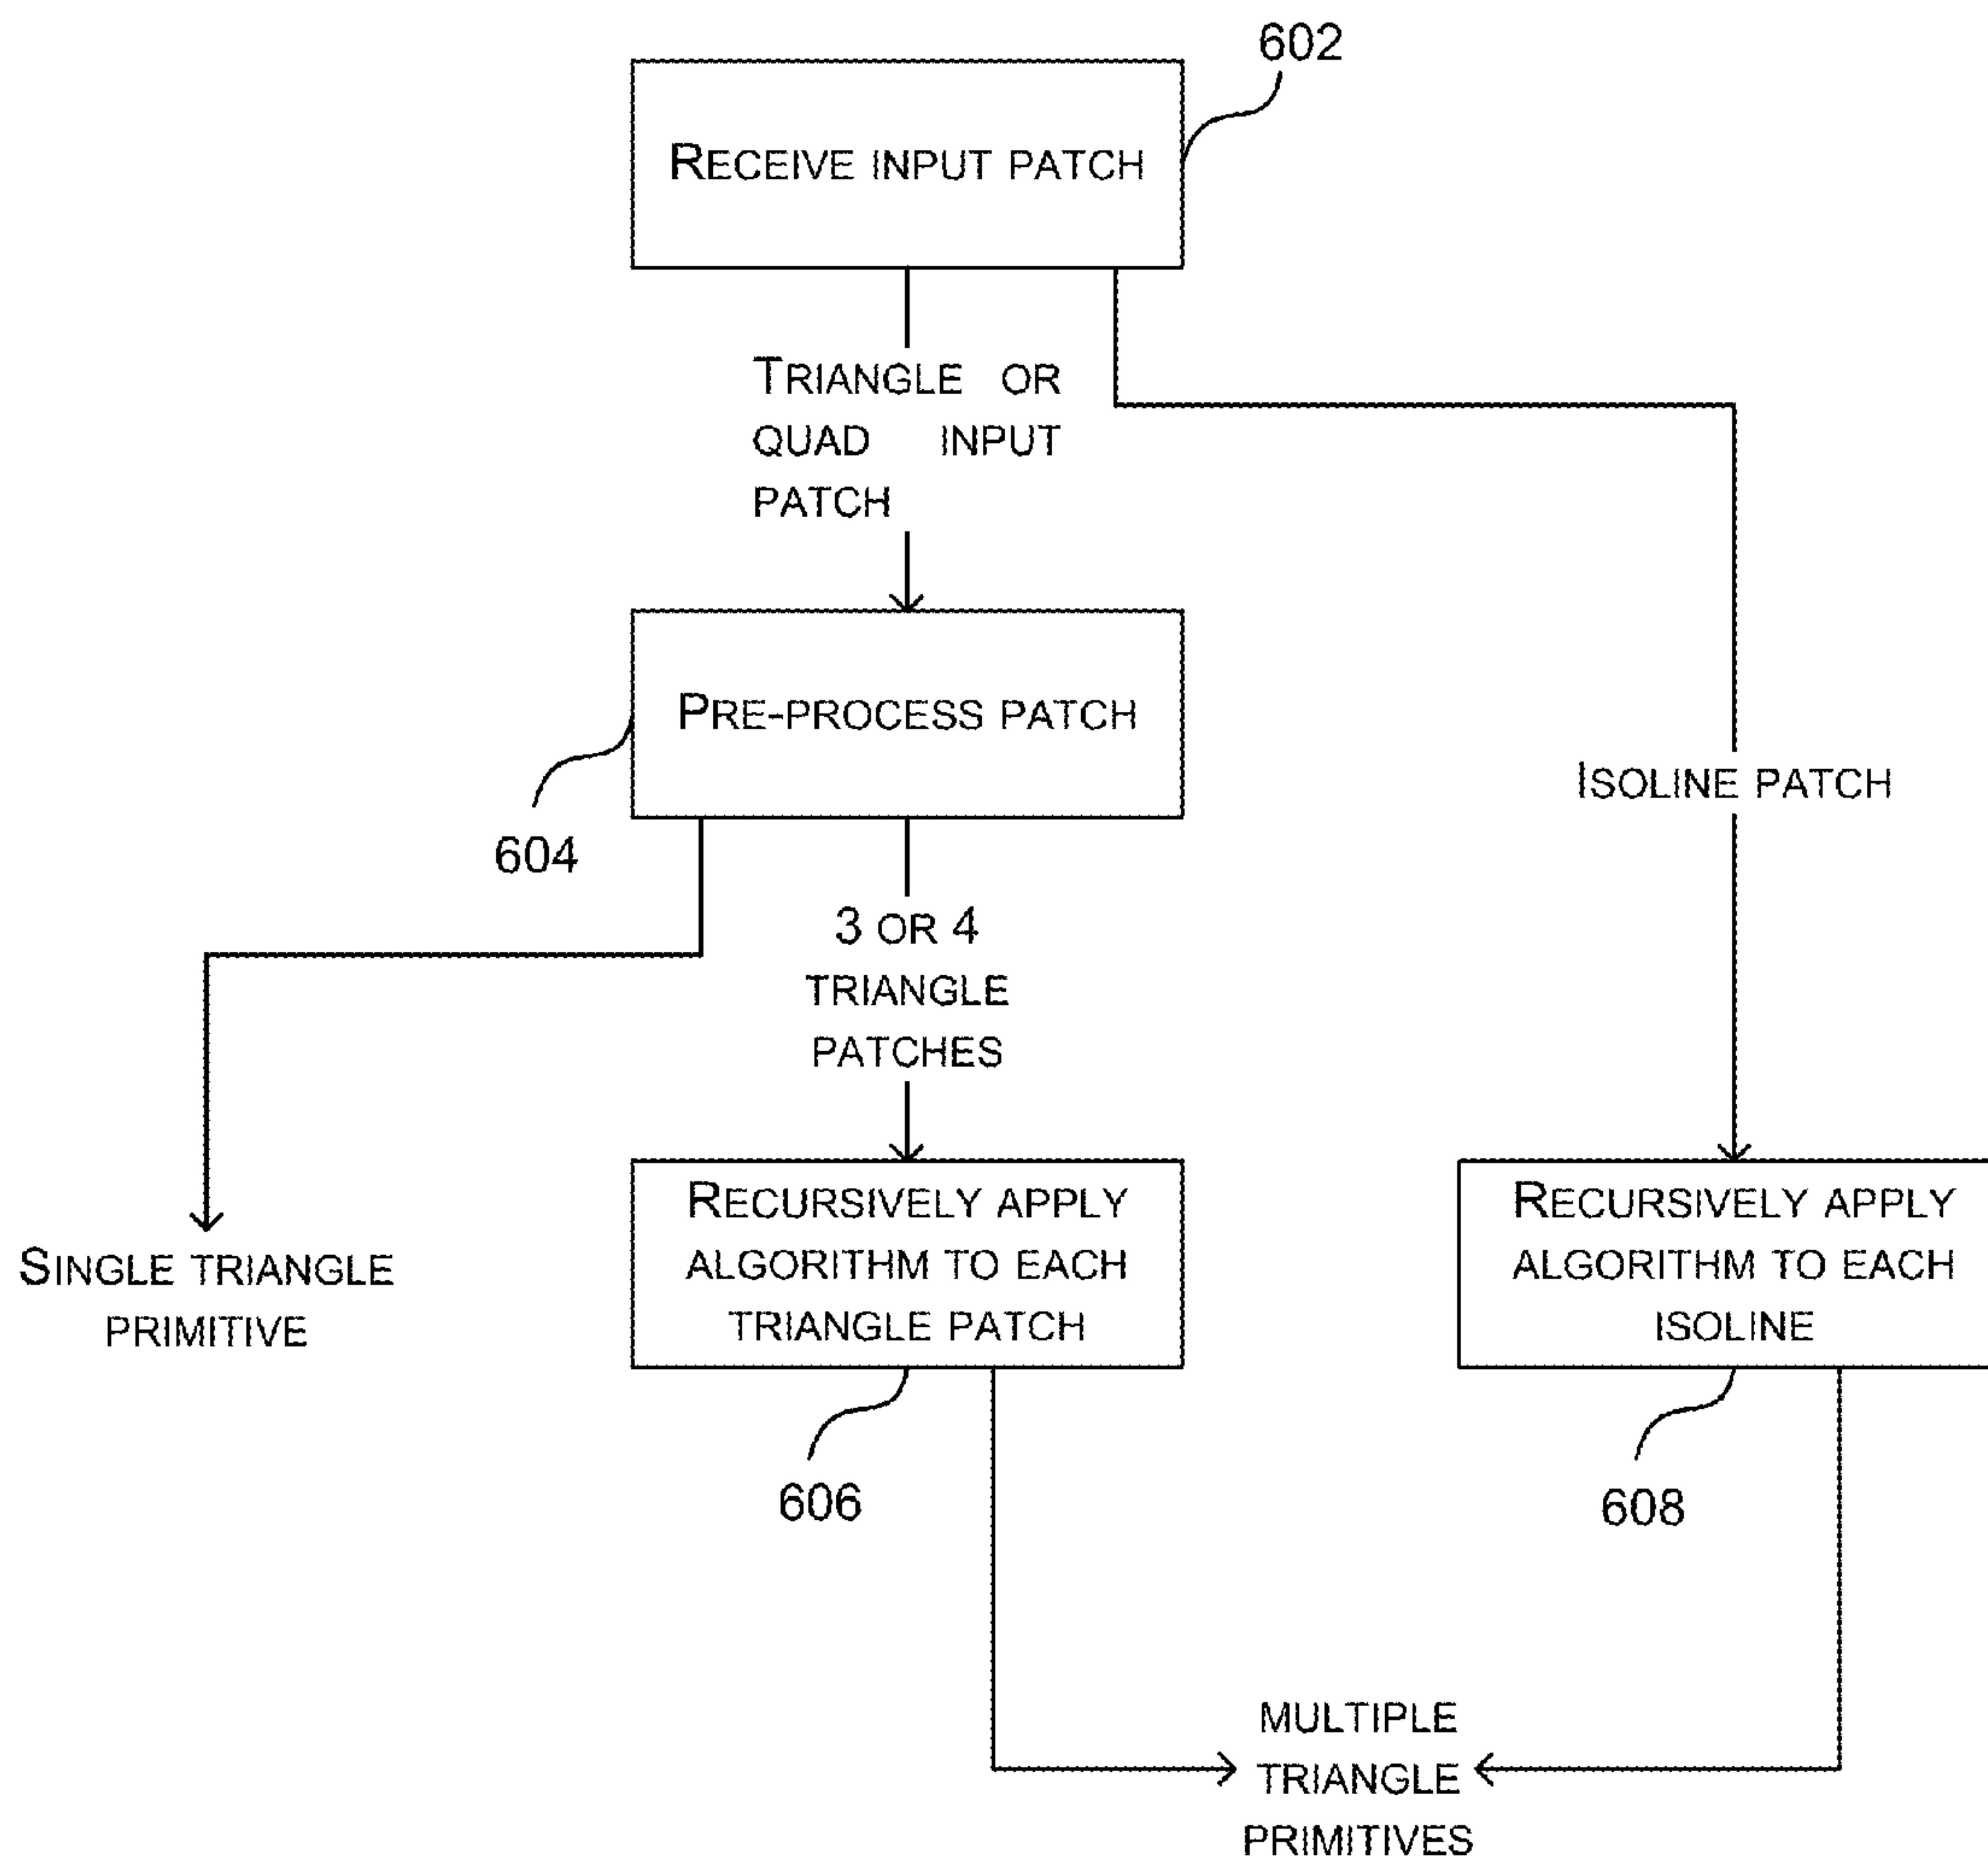 602
RECEIVE INPUT PATCH
TRIANGLE OR
QUAD INPUT
PATCH
PRE-PROCESS PATCH
604
ISOLINE PATCH
3 OR 4
TRIANGLE
PATCHES
SINGLE TRIANGLE
PRIMITIVE
RECURSIVELY APPLY
ALGORITHM TO EACH
TRIANGLE PATCH
606
RECURSIVELY APPLY
ALGORITHM TO EACH
ISOLINE
608
MULTIPLE
TRIANGLE
PRIMITIVES